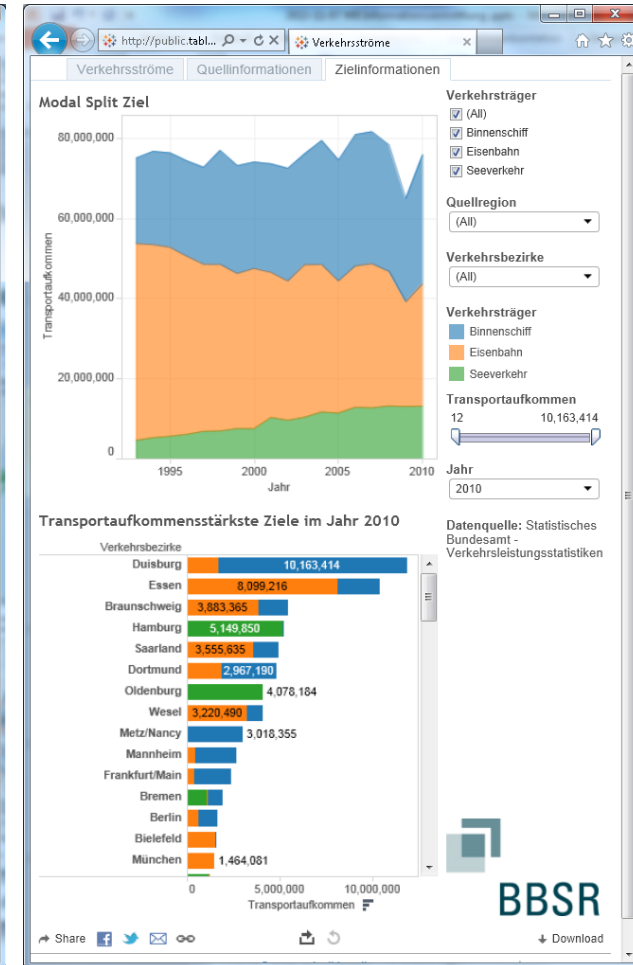 http://public.tabl...
Verkehrsströme
Verkehrsströme
Quellinformationen
Zielinformationen
Modal Split Ziel
80,000,000
60,000,000
40,000,000
20,000,000
0
Transportaufkommen
1995
2000
2005
2010
Jahr
Verkehrsträger
(All)
Binnenschiff
Eisenbahn
Seeverkehr
Quellregion
(All)
Verkehrsbezirke
(All)
Verkehrsträger
Binnenschiff
Eisenbahn
Seeverkehr
Transportaufkommen
12 10,163,414
Jahr
2010
Datenquelle: Statistisches
Bundesamt -
Verkehrsleistungsstatistiken
Transportaufkommensstärkste Ziele im Jahr 2010
Verkehrsbezirke
Duisburg 10,163,414
Essen 8,099,216
Braunschweig 3,883,365
Hamburg 5,149,850
Saarland 3,555,635
Dortmund 2,967,190
Oldenburg 4,078,184
Wesel 3,220,490
Metz/Nancy 3,018,355
Mannheim
Frankfurt/Main
Bremen
Berlin
Bielefeld
München 1,464,081
0 5,000,000 10,000,000
Transportaufkommen
BBSR
Share
Download